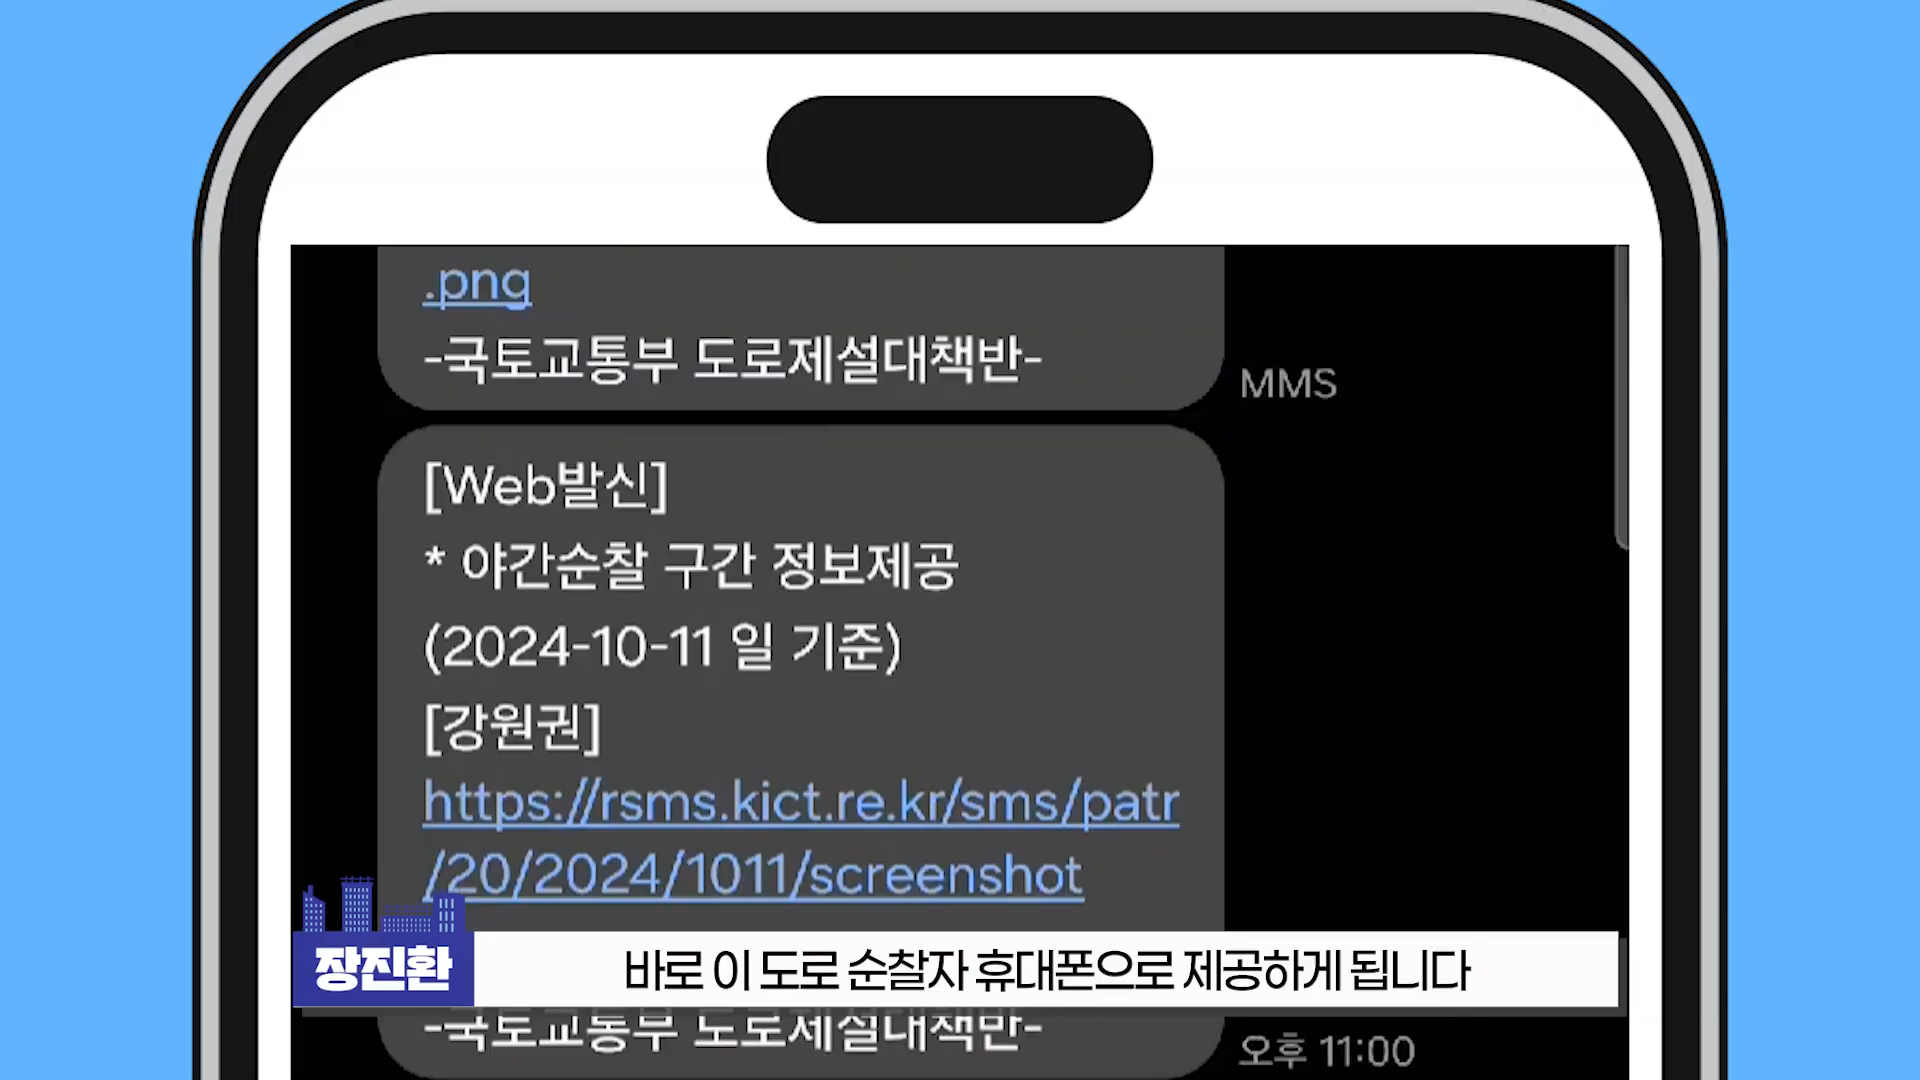 .png
-국토교통부 도로제설대책반-
MMS
[Web발신]
* 야간순찰 구간 정보제공
(2024-10-11 일 기준)
[강원권]
https://rsms.kict.re.kr/sms/patr
/20/2024/1011/screenshot
장진환
바로 이 도로 순찰자 휴대폰으로 제공하게 됩니다
-국토교통부 도로제설대책반-
오후 11:00